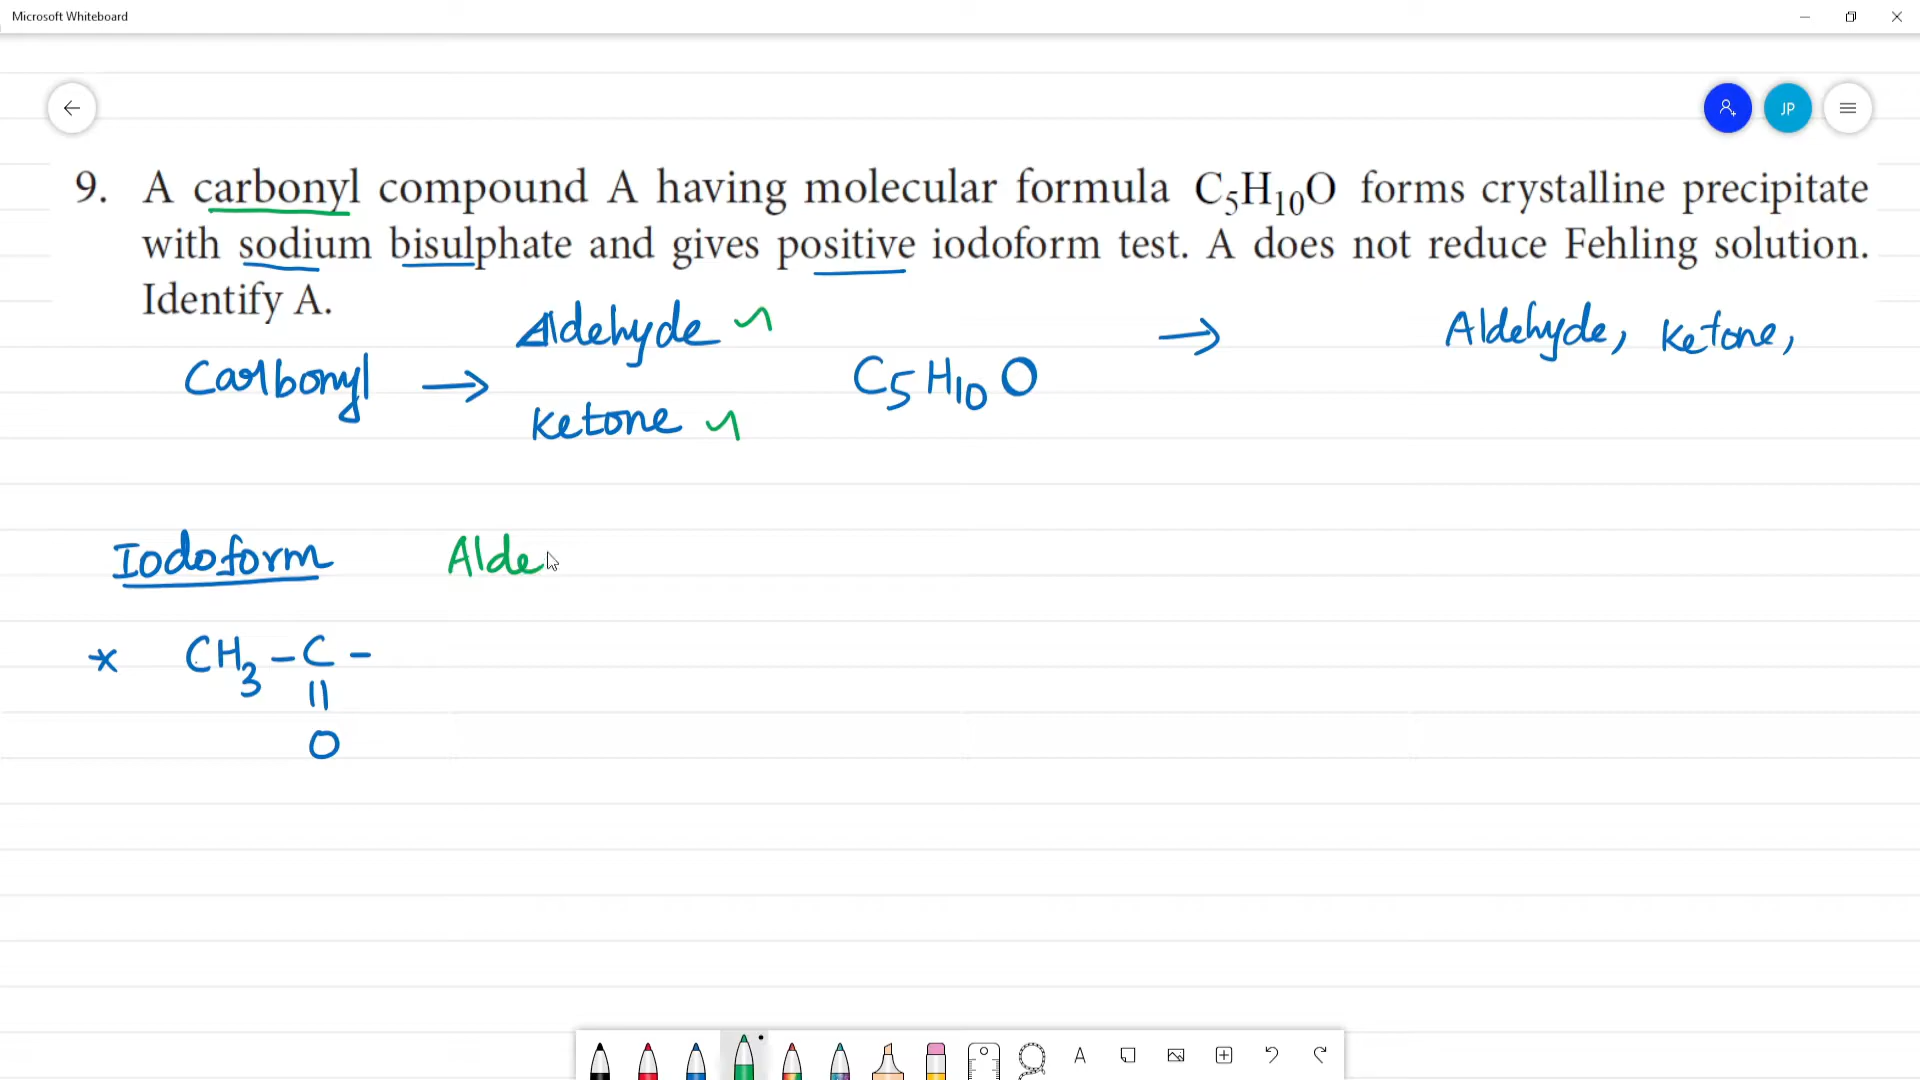 Microsoft Whiteboard
JP
9. A carbonyl compound A having molecular formula C₅H₁₀O forms crystalline precipitate
with sodium bisulphate and gives positive iodoform test. A does not reduce Fehling solution.
Identify A.
Aldehyde → Aldehyde, Ketone,
Carbonyl → C₅H₁₀O
Ketone
Iodoform Alde
* CH₃ – C –
||
O
A